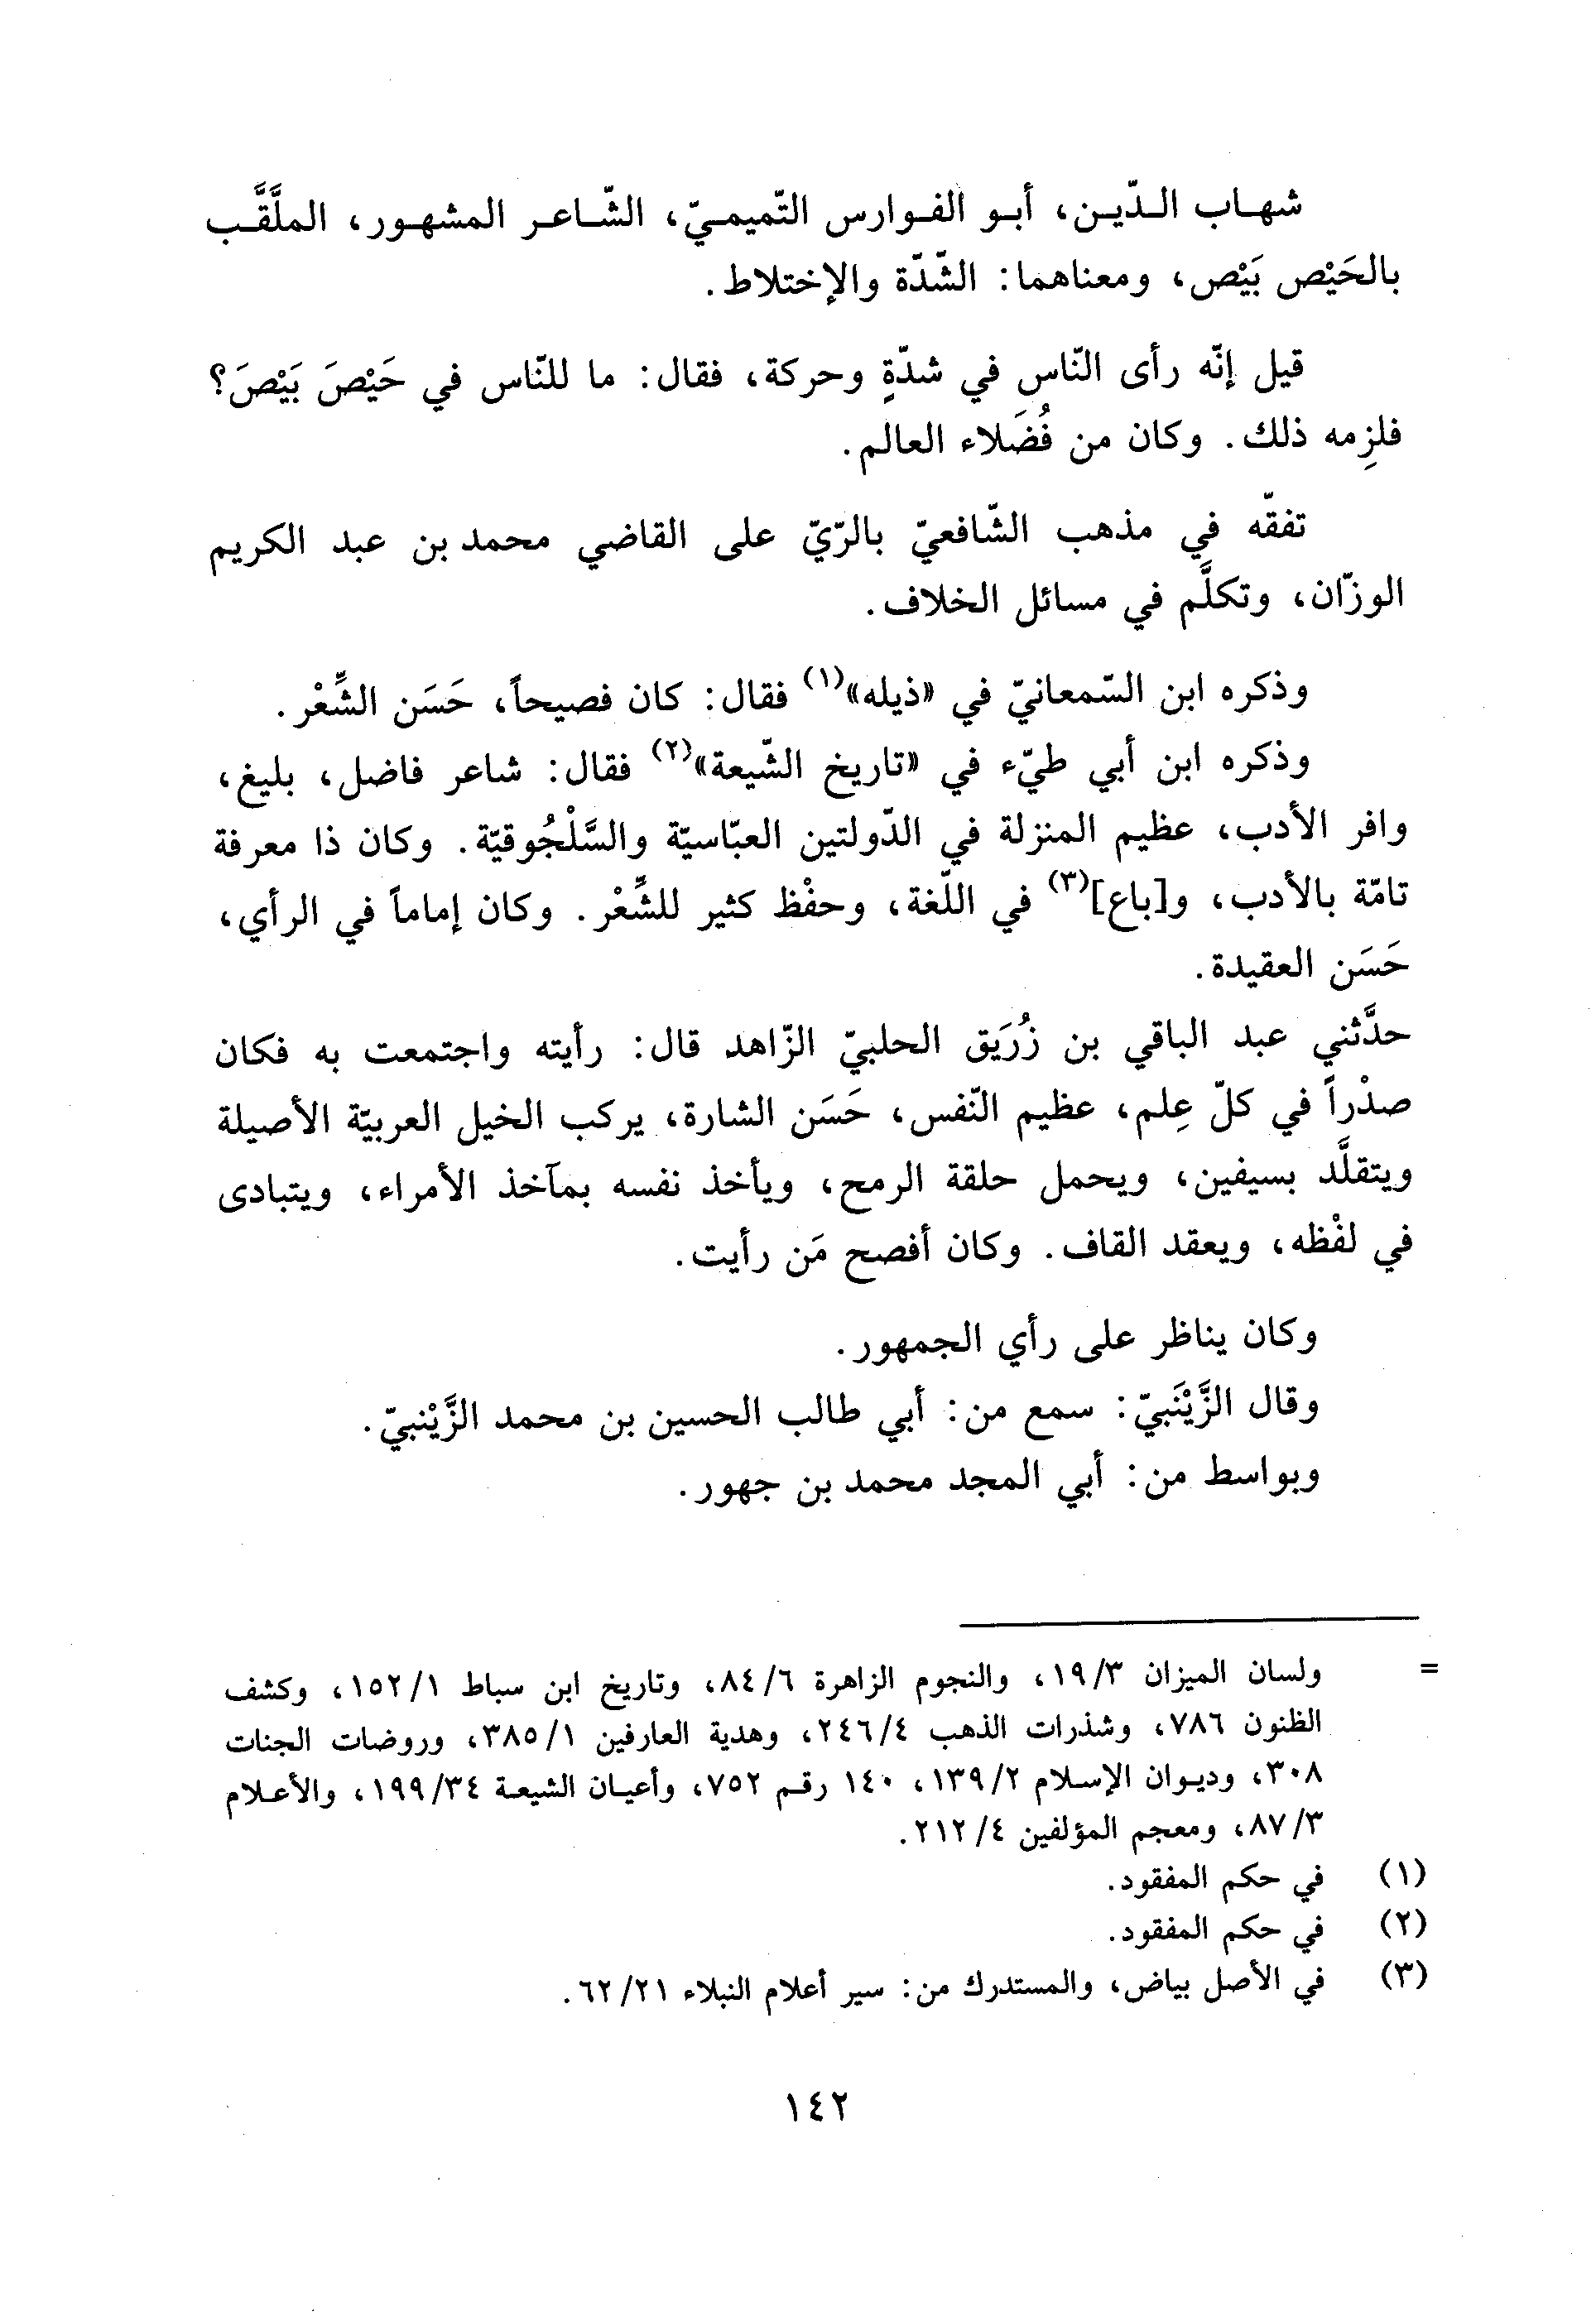 شهاب الدّين، أبو الفوارس التّميميّ، الشّاعر المشهور، الملَّقَّب
بالحَيْص بَيْص، ومعناهما: الشّدّة والإختلاط.
قيل إنّه رأى النّاس في شدّةٍ وحركة، فقال: ما للنّاس في حَيْصَ بَيْصَ؟
فلزِمه ذلك. وكان من فُضَلاء العالم.
تفقّه في مذهب الشّافعيّ بالرّيّ على القاضي محمد بن عبد الكريم
الوزّان، وتكلَّم في مسائل الخلاف.
وذكره ابن السّمعانيّ في «ذيله»(١) فقال: كان فصيحاً، حَسَن الشِّعْر.
وذكره ابن أبي طيّء في «تاريخ الشّيعة»(٢) فقال: شاعر فاضل، بليغ،
وافر الأدب، عظيم المنزلة في الدّولتين العبّاسيّة والسَّلْجُوقيّة. وكان ذا معرفة
تامّة بالأدب، و[باع](٣) في اللّغة، وحفْظ كثير للشِّعْر. وكان إماماً في الرأي،
حَسَن العقيدة.
حدَّثني عبد الباقي بن زُرَيق الحلبيّ الزّاهد قال: رأيته واجتمعت به فكان
صدْراً في كلّ عِلم، عظيم النّفس، حَسَن الشارة، يركب الخيل العربيّة الأصيلة
ويتقلَّد بسيفين، ويحمل حلقة الرمح، ويأخذ نفسه بمآخذ الأمراء، ويتبادى
في لفْظه، ويعقد القاف. وكان أفصح مَن رأيت.
وكان يناظر على رأي الجمهور.
وقال الزَّيْنَبيّ: سمع من: أبي طالب الحسين بن محمد الزَّيْنبيّ.
وبواسط من: أبي المجد محمد بن جهور.
= ولسان الميزان ١٩/٣، والنجوم الزاهرة ٨٤/٦، وتاريخ ابن سباط ١٥٢/١، وكشف
الظنون ٧٨٦، وشذرات الذهب ٢٤٦/٤، وهدية العارفين ٣٨٥/١، وروضات الجنات
٣٠٨، وديوان الإسلام ١٣٩/٢، ١٤٠ رقم ٧٥٢، وأعيان الشيعة ١٩٩/٣٤، والأعلام
٨٧/٣، ومعجم المؤلفين ٢١٢/٤.
(١) في حكم المفقود.
(٢) في حكم المفقود.
(٣) في الأصل بياض، والمستدرك من: سير أعلام النبلاء ٦٢/٢١.
١٤٢